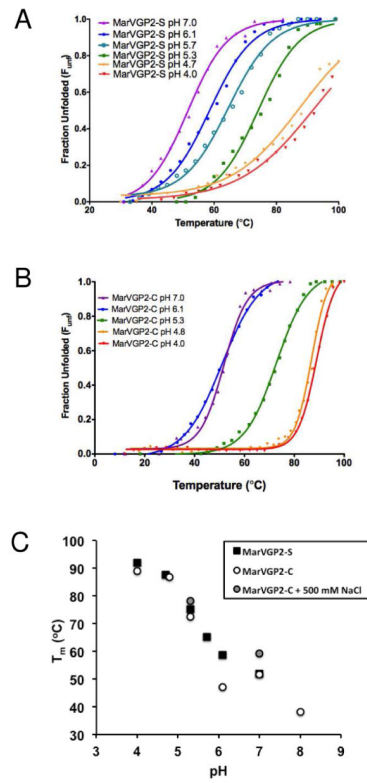 A
MarVGP2-S pH 7.0
MarVGP2-S pH 6.1
MarVGP2-S pH 5.7
MarVGP2-S pH 5.3
MarVGP2-S pH 4.7
MarVGP2-S pH 4.0
Fraction Unfolded (Funf)
1.0
0.8
0.6
0.4
0.2
0.0
20 40 60 80 100
Temperature (°C)
B
MarVGP2-C pH 7.0
MarVGP2-C pH 6.1
MarVGP2-C pH 5.3
MarVGP2-C pH 4.8
MarVGP2-C pH 4.0
Fraction Unfolded (Funf)
1.0
0.8
0.6
0.4
0.2
0.0
0 20 40 60 80 100
Temperature (°C)
C
MarVGP2-S
MarVGP2-C
MarVGP2-C + 500 mM NaCl
Tm (°C)
100
90
80
70
60
50
40
30
3 4 5 6 7 8 9
pH